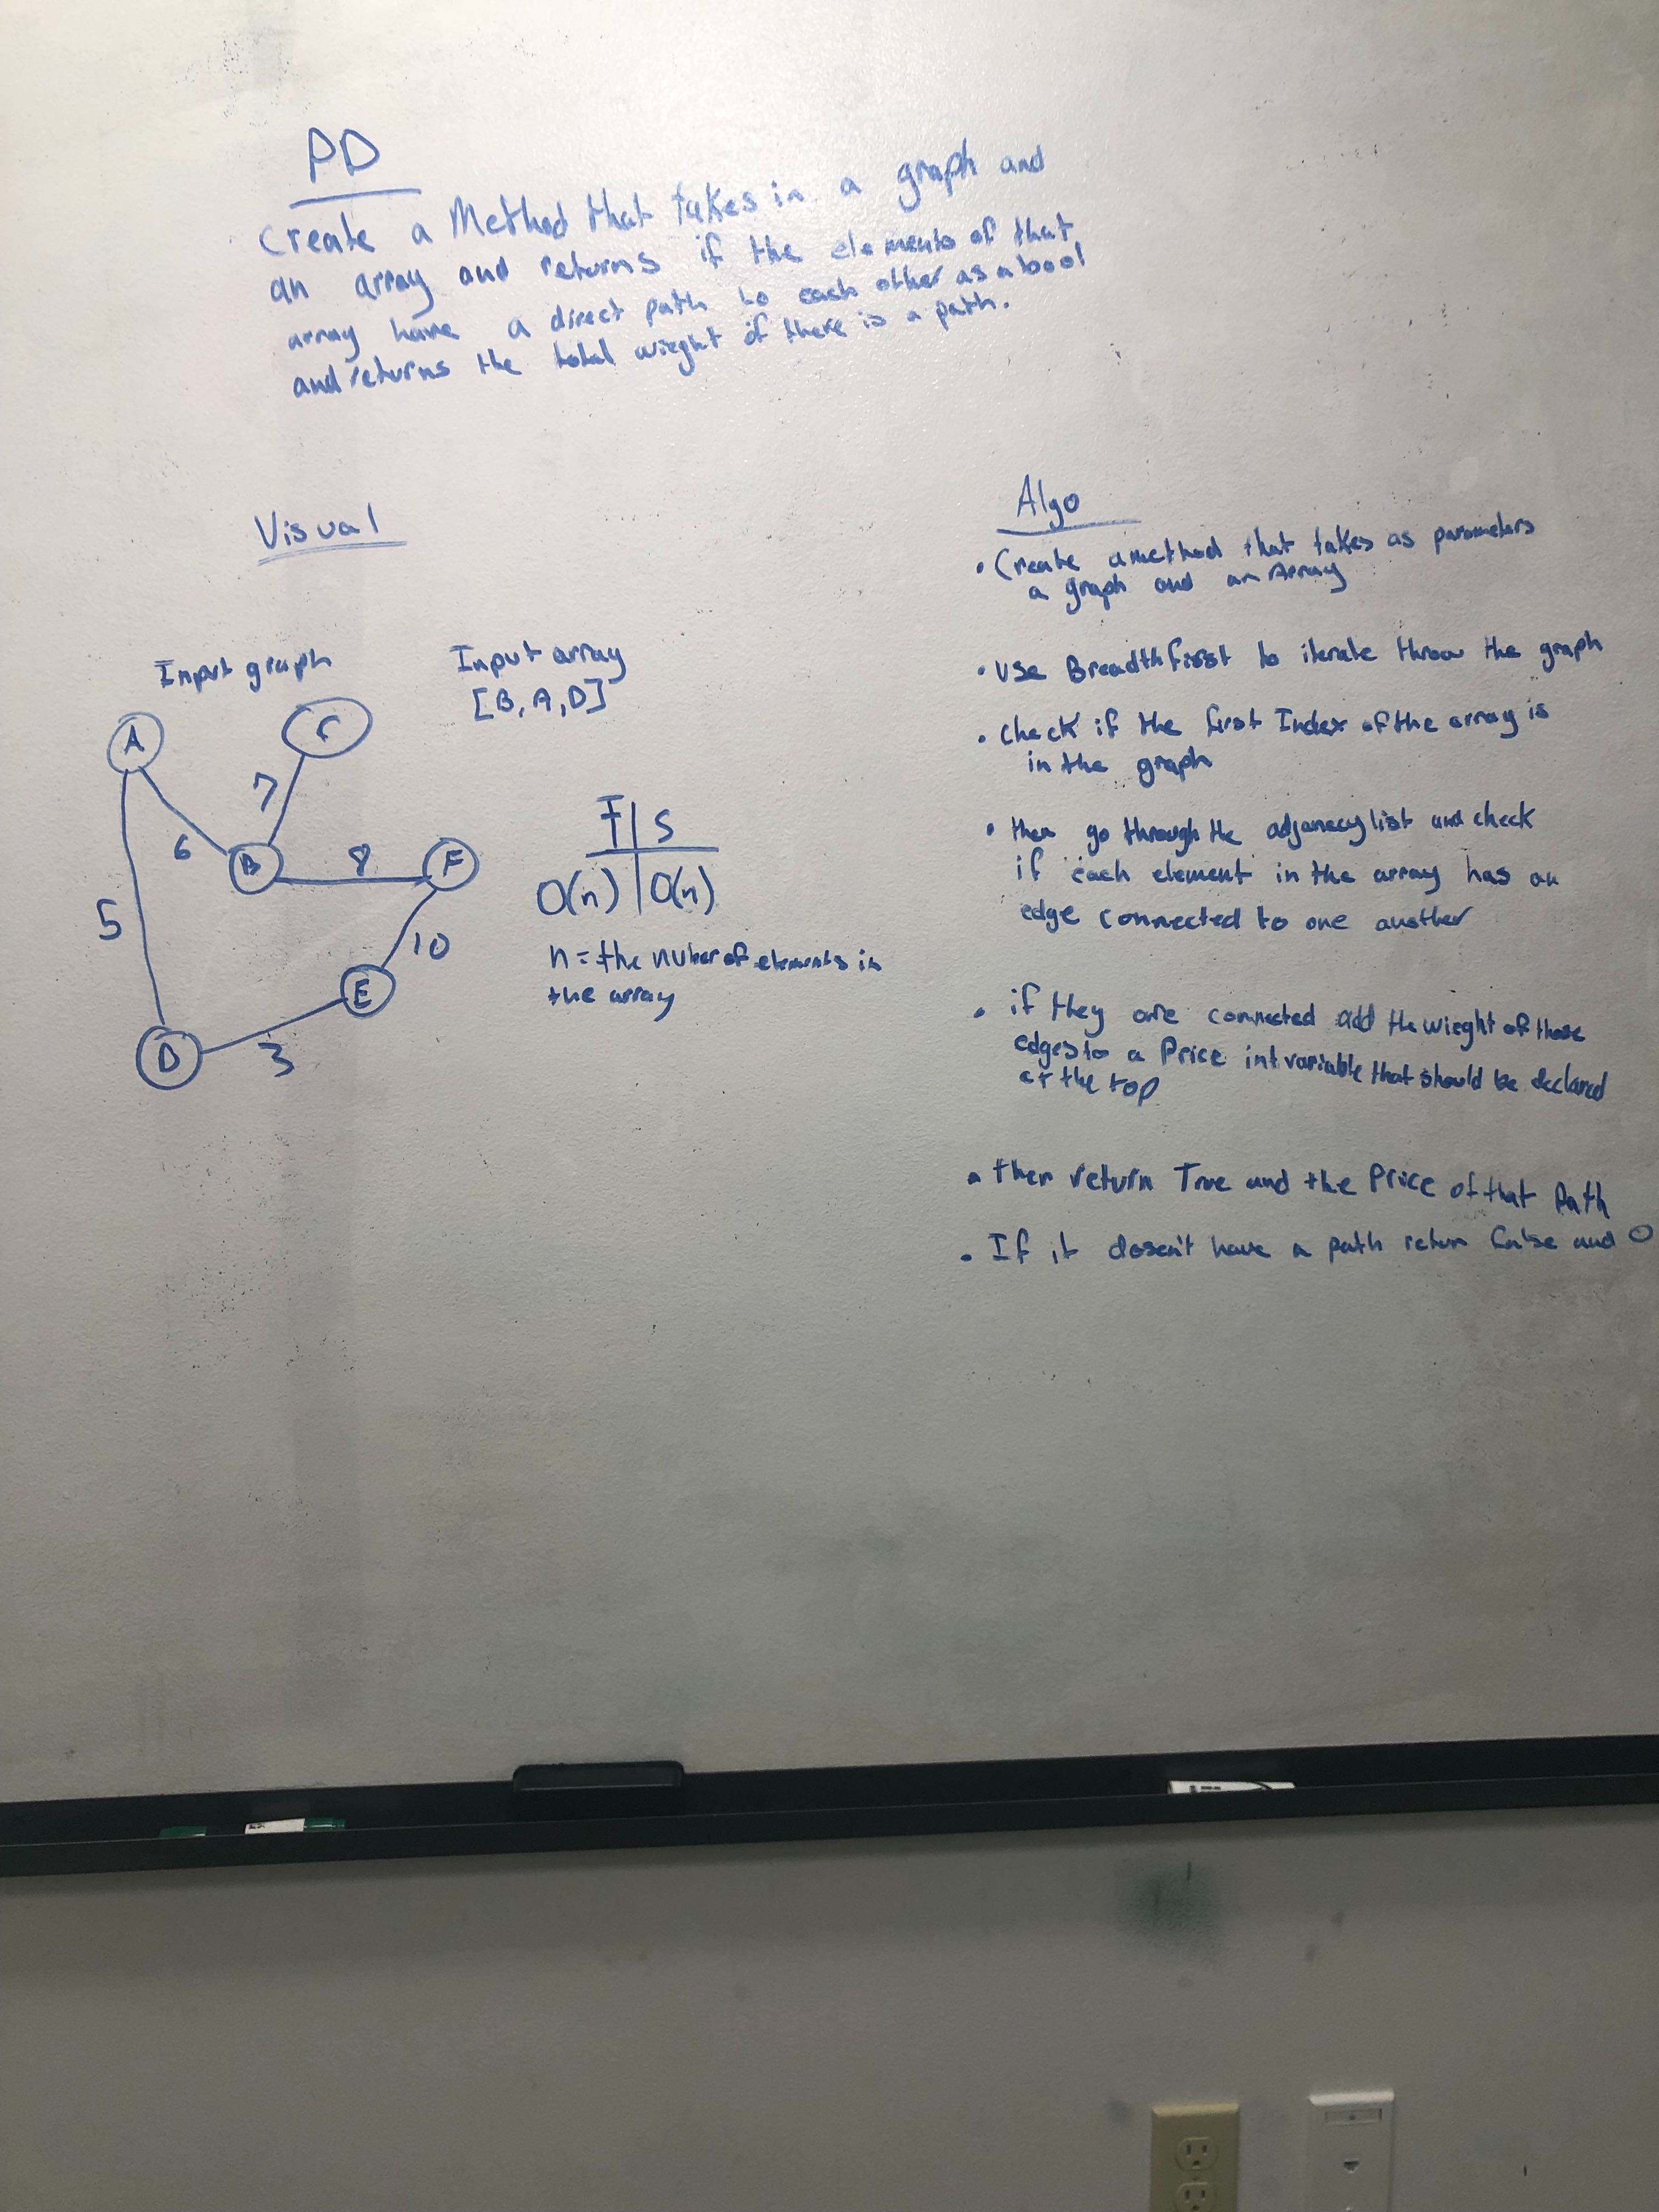 PD
Create a Method that takes in a graph and
an array and returns if the elements of that
array have a direct path to each other as a bool
and returns the total wieght if there is a path.
Visual
Input graph
Input array
[B, A, D]
A
C
7
6
B
8
F
5
10
E
D
3
T | S
O(n) | O(n)
n = the nuber of elements in
the array
Algo
• Create a method that takes as parameters
a graph and an Array
• Use Breadthfirst to iterate throw the graph
• Check if the first Index of the array is
in the graph
• then go through the adjanecy list and check
if each element in the array has an
edge connected to one another
• if they are connected add the wieght of those
edges to a Price int variable that should be declared
at the top
• then return True and the Price of that Path
• If it dosen't have a path return false and 0